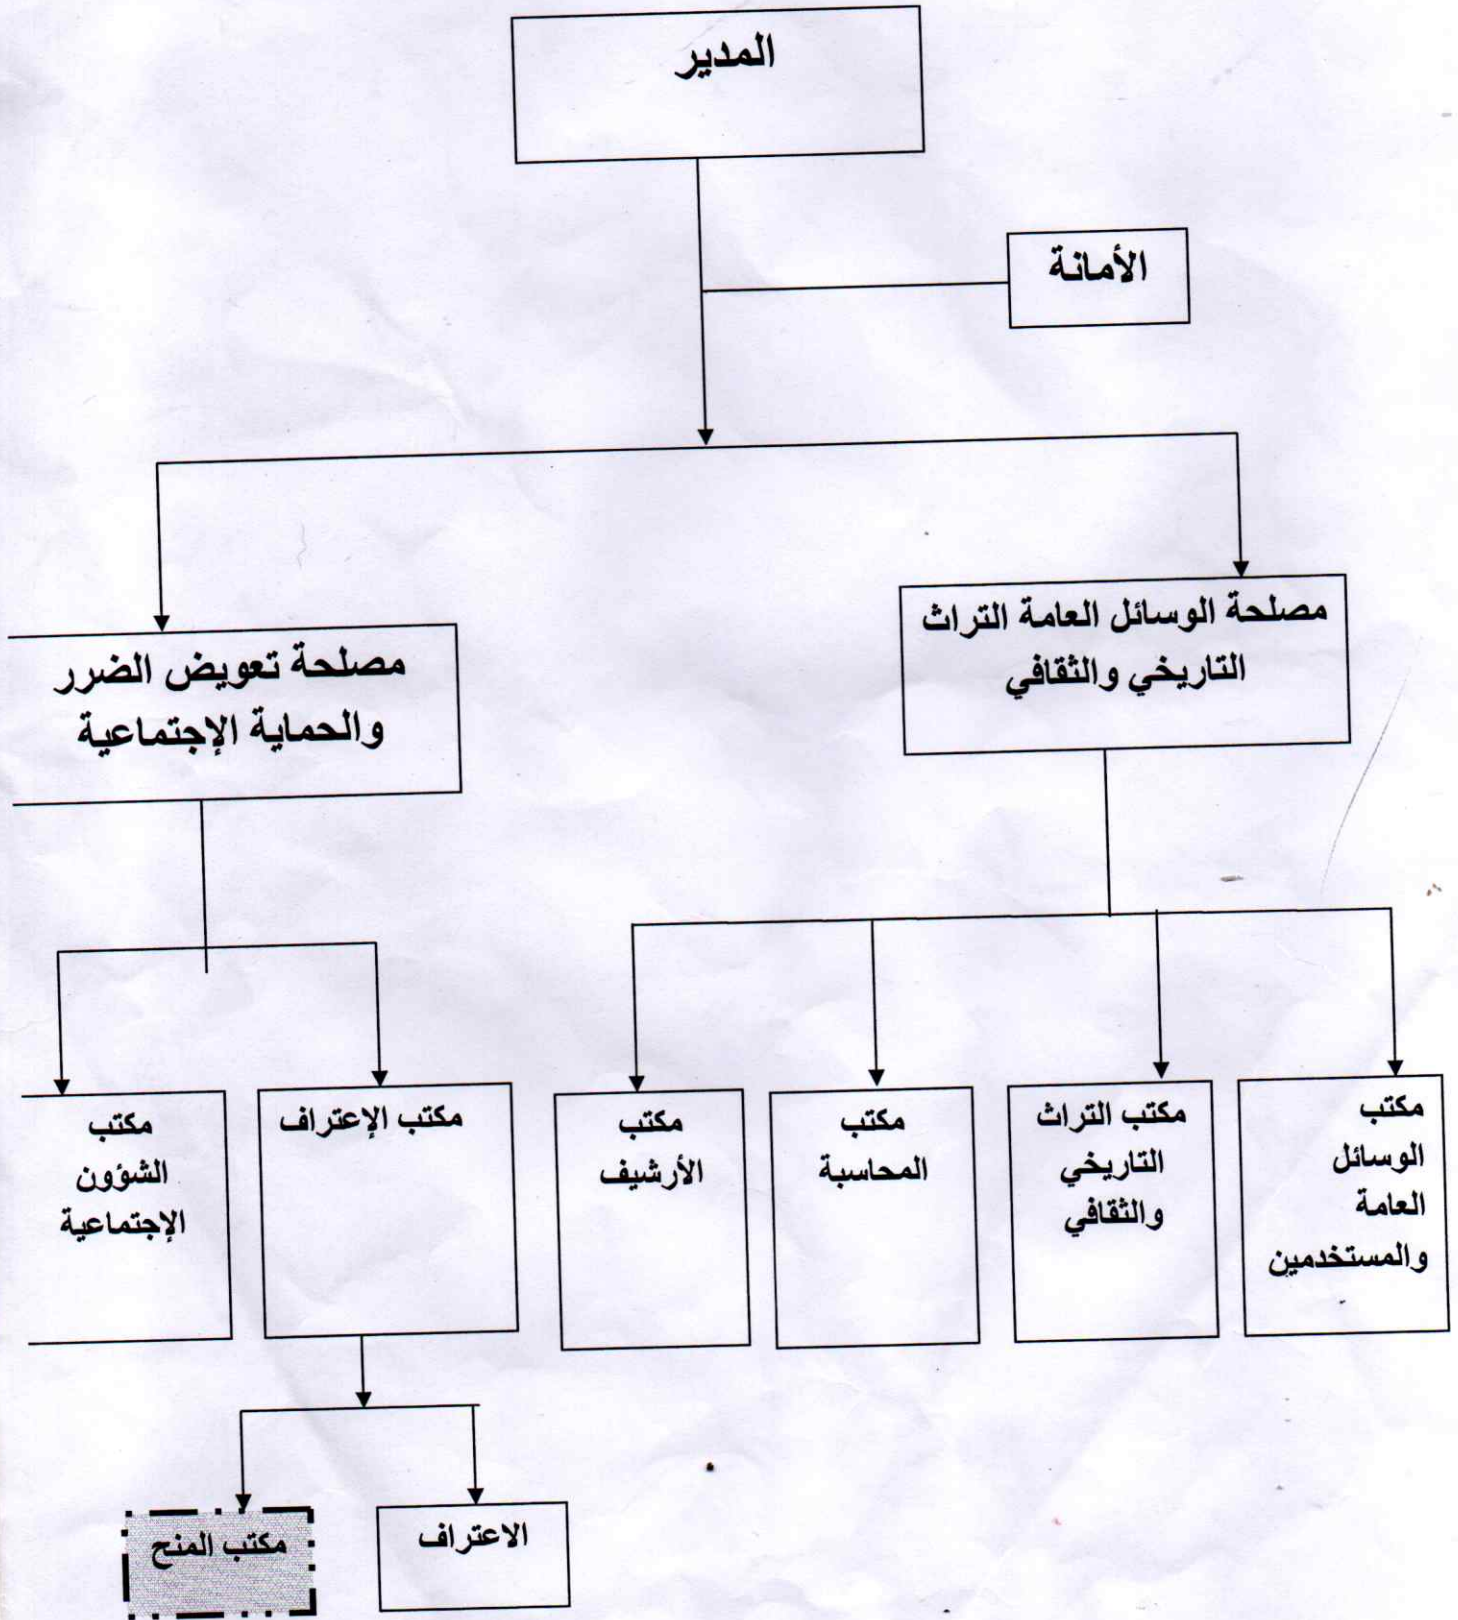 المدير
الأمانة
مصلحة الوسائل العامة التراث
التاريخي والثقافي
مصلحة تعويض الضرر
والحماية الإجتماعية
مكتب
الوسائل
العامة
والمستخدمين
مكتب التراث
التاريخي
والثقافي
مكتب
المحاسبة
مكتب
الأرشيف
مكتب الإعتراف
مكتب
الشؤون
الإجتماعية
الاعتراف
مكتب المنح